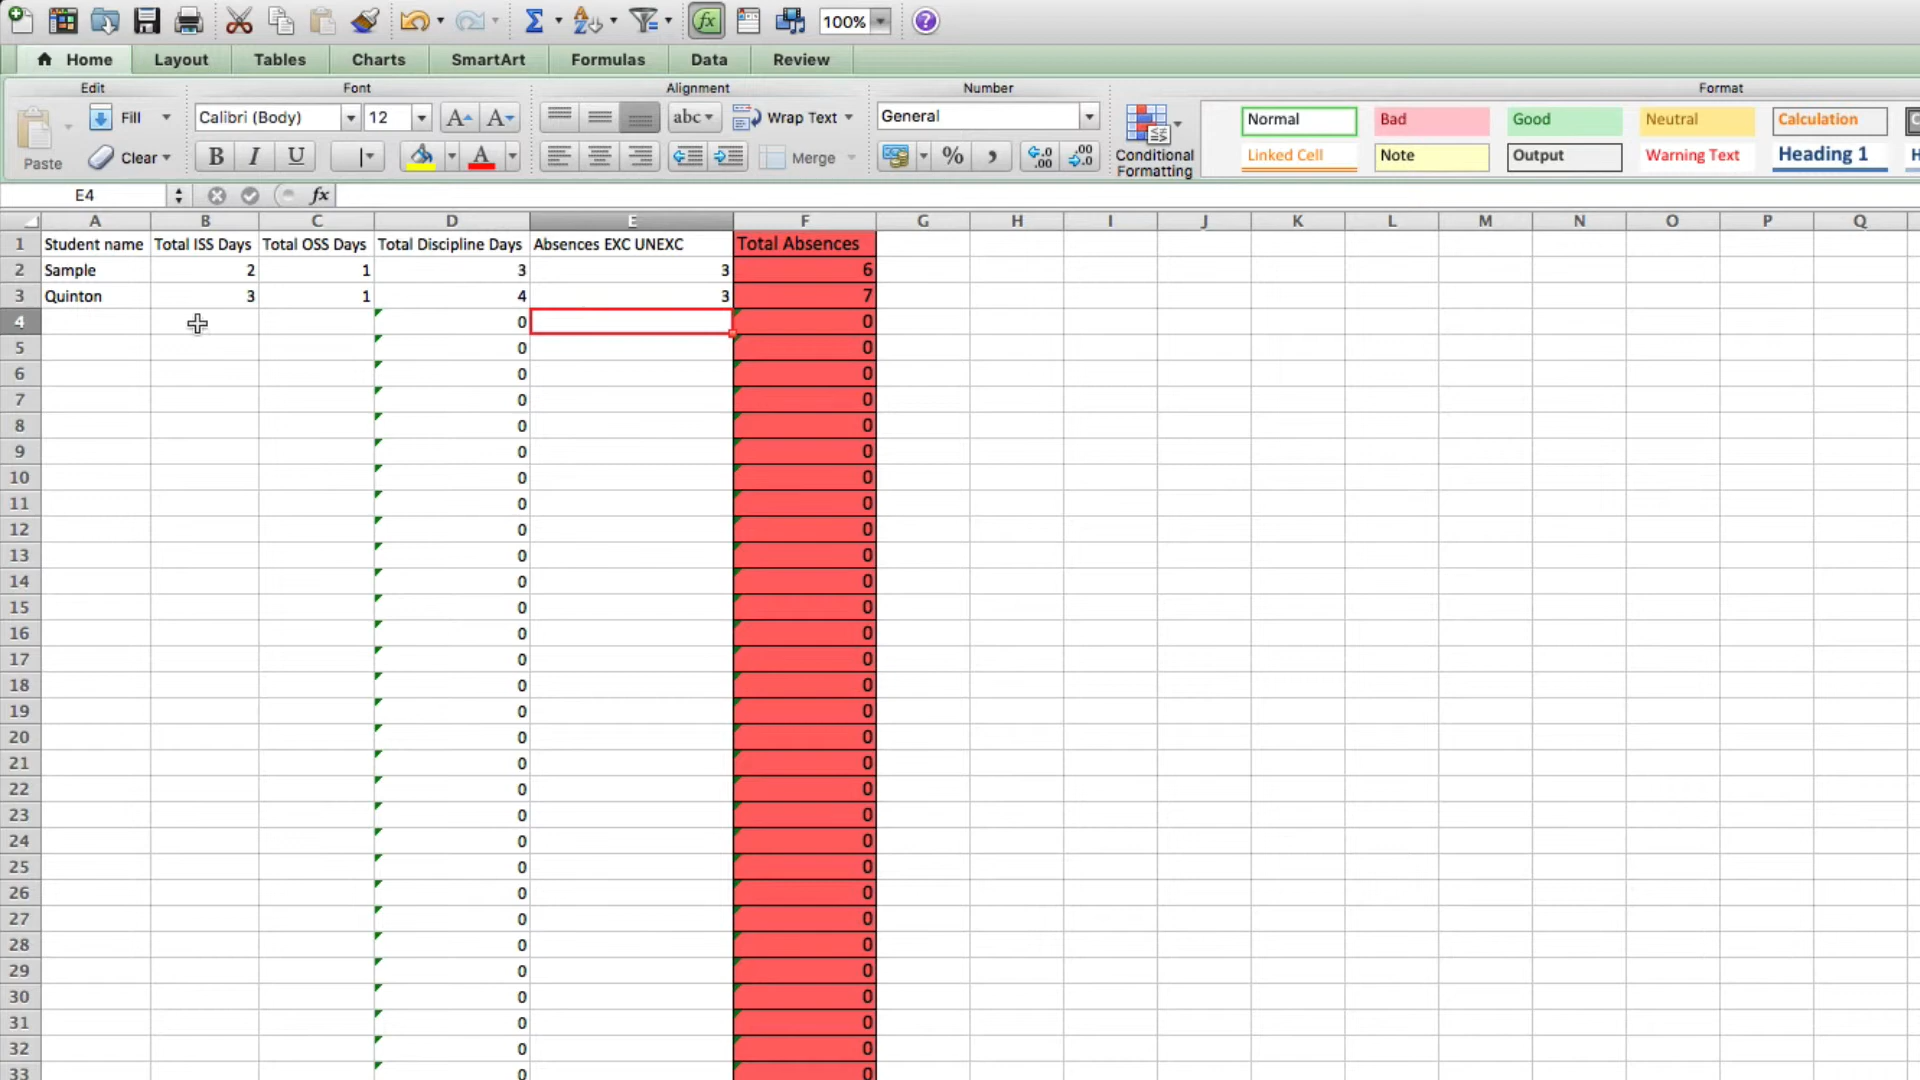 100%
Home Layout Tables Charts SmartArt Formulas Data Review
Edit Font Alignment Number Format
Fill Calibri (Body) 12 A A abc Wrap Text General Normal Bad Good Neutral Calculation
Paste Clear B I U A Merge % , .0 .00 .00 .0 Conditional Formatting Linked Cell Note Output Warning Text Heading 1
E4 fx
A B C D E F G H I J K L M N O P Q
1 Student name Total ISS Days Total OSS Days Total Discipline Days Absences EXC UNEXC Total Absences
2 Sample 2 1 3 3 6
3 Quinton 3 1 4 3 7
4 0 0
5 0 0
6 0 0
7 0 0
8 0 0
9 0 0
10 0 0
11 0 0
12 0 0
13 0 0
14 0 0
15 0 0
16 0 0
17 0 0
18 0 0
19 0 0
20 0 0
21 0 0
22 0 0
23 0 0
24 0 0
25 0 0
26 0 0
27 0 0
28 0 0
29 0 0
30 0 0
31 0 0
32 0 0
33 0 0